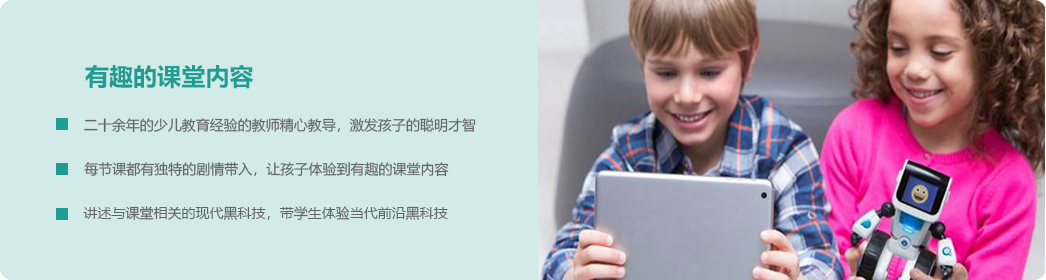 有趣的课堂内容
二十余年的少儿教育经验的教师精心教导，激发孩子的聪明才智
每节课都有独特的剧情带入，让孩子体验到有趣的课堂内容
讲述与课堂相关的现代黑科技，带学生体验当代前沿黑科技